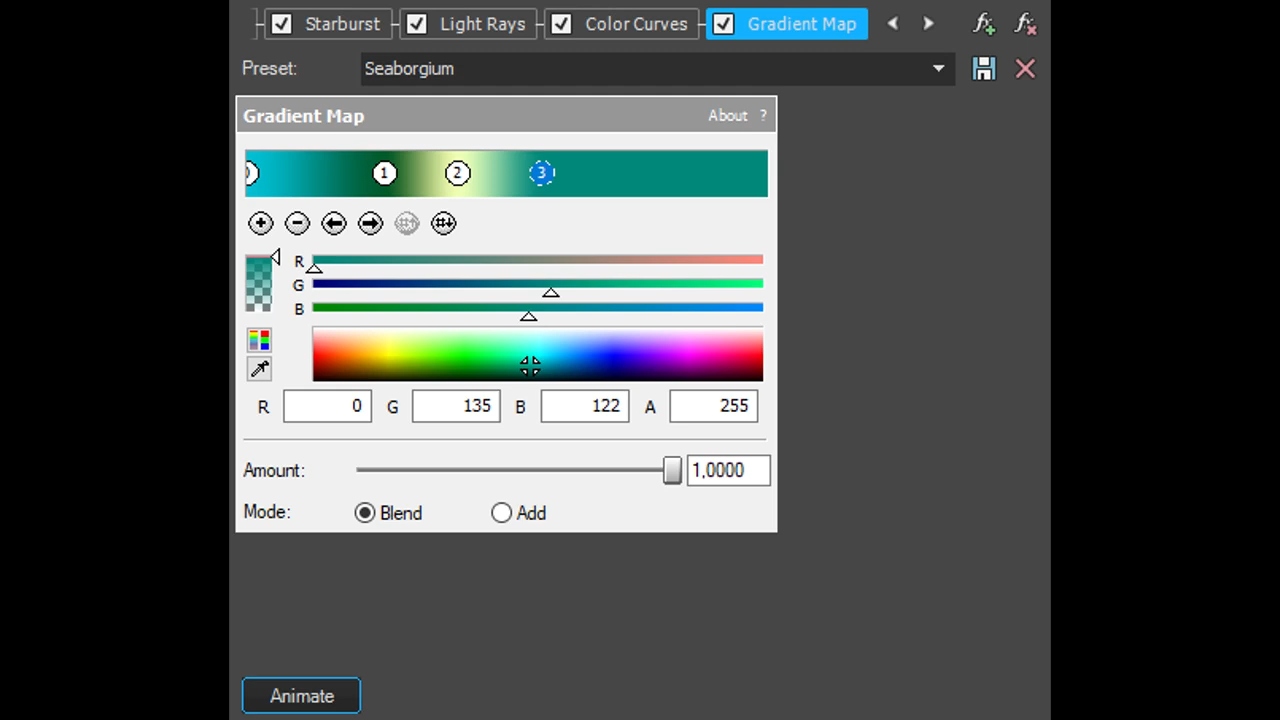 Starburst Light Rays Color Curves Gradient Map
Preset: Seaborgium
Gradient Map About ?
1 2 3
R
G
B
R 0 G 135 B 122 A 255
Amount: 1,0000
Mode: Blend Add
Animate